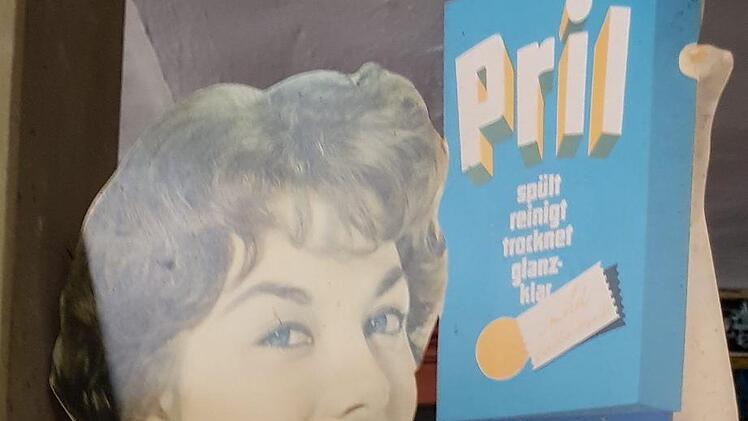 Pril
spült
reinigt
trocknet
glanz-
klar